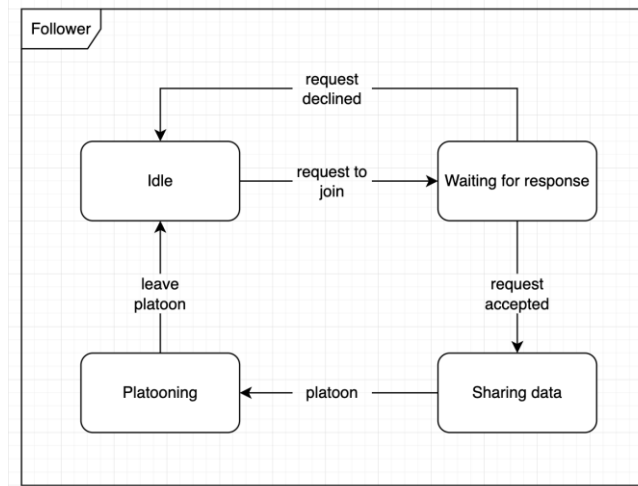 Follower
request
declined
Idle
request to
join
Waiting for response
leave
platoon
request
accepted
Platooning
platoon
Sharing data